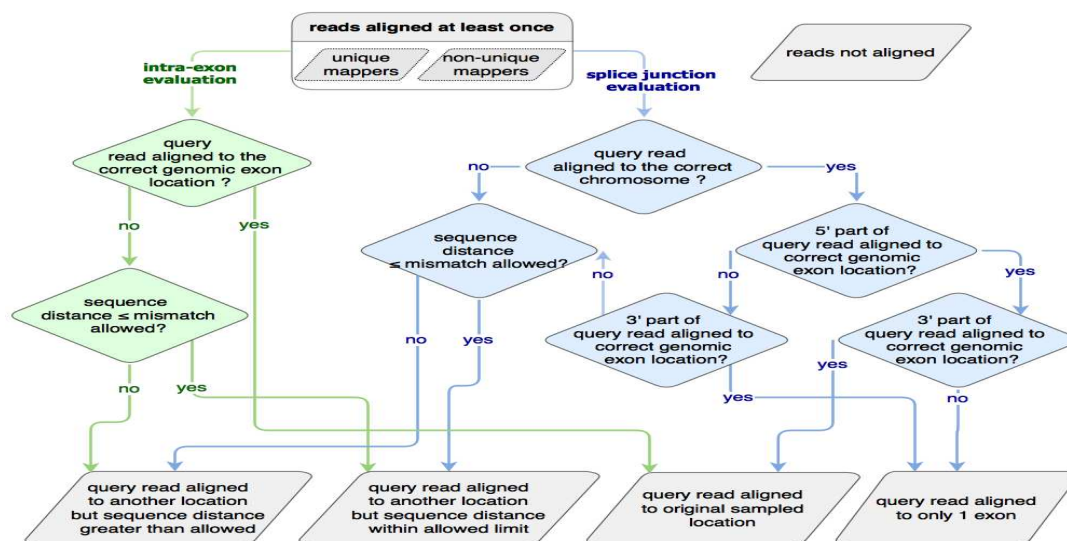 reads aligned at least once
unique
mappers
non-unique
mappers
reads not aligned
intra-exon
evaluation
splice junction
evaluation
query
read aligned to the
correct genomic exon
location ?
query read
aligned to the correct
chromosome ?
no
yes
no
yes
sequence
distance
≤ mismatch allowed?
5' part of
query read aligned to
correct genomic
exon location?
no
no
yes
sequence
distance ≤ mismatch
allowed?
3' part of
query read aligned to
correct genomic
exon location?
3' part of
query read aligned to
correct genomic
exon location?
no
yes
no
yes
yes
yes
no
query read aligned
to another location
but sequence distance
greater than allowed
query read aligned
to another location
but sequence distance
within allowed limit
query read aligned
to original sampled
location
query read aligned
to only 1 exon